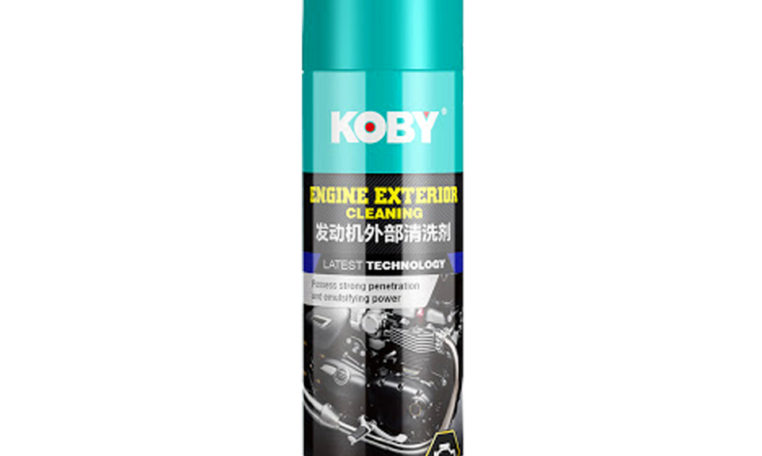 KOBY®
ENGINE EXTERIOR
CLEANING
发动机外部清洗剂
LATEST TECHNOLOGY
Possess strong penetration
and emulsifying power